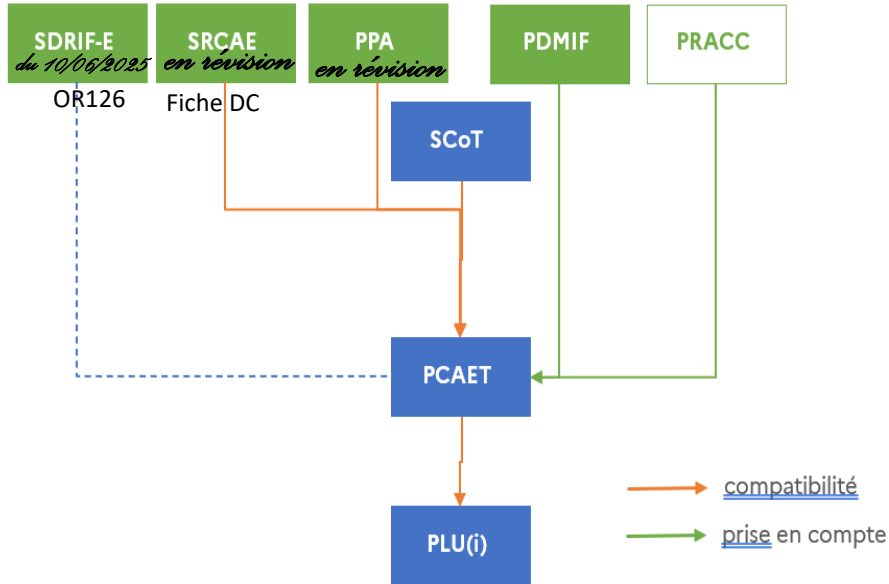 SDRIF-E
du 10/06/2025
OR126
SRCAE
en révision
Fiche DC
PPA
en révision
PDMIF
PRACC
SCoT
PCAET
PLU(i)
compatibilité
prise en compte